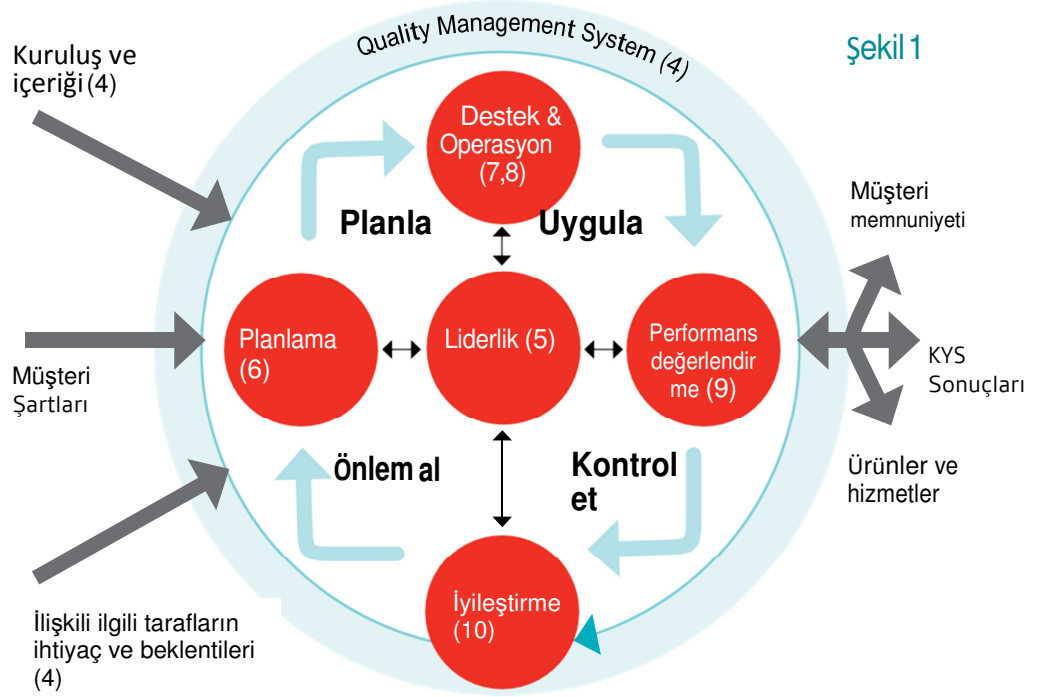 Quality Management System (4)
Şekil 1
Kuruluş ve
içeriği (4)
Destek &
Operasyon
(7,8)
Müşteri
memnuniyeti
Planla
Uygula
Planlama
(6)
Liderlik (5)
Performans
değerlendir
me (9)
KYS
Sonuçları
Müşteri
Şartları
Önlem al
Kontrol
et
Ürünler ve
hizmetler
İyileştirme
(10)
İlişkili ilgili tarafların
ihtiyaç ve beklentileri
(4)